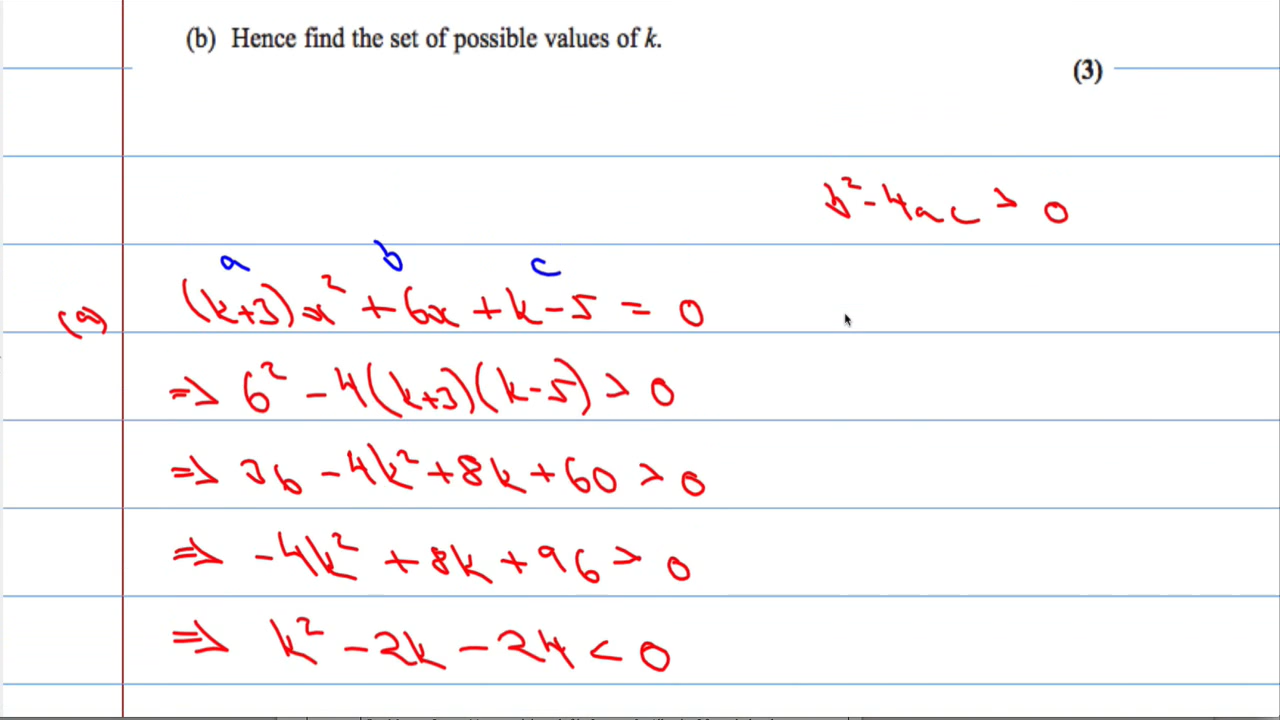 (b) Hence find the set of possible values of k.
(3)
b² - 4ac > 0
a b c
(a) (k+3)x² + 6x + k - 5 = 0
=> 6² - 4(k+3)(k-5) > 0
=> 36 - 4k² + 8k + 60 > 0
=> -4k² + 8k + 96 > 0
=> k² - 2k - 24 < 0